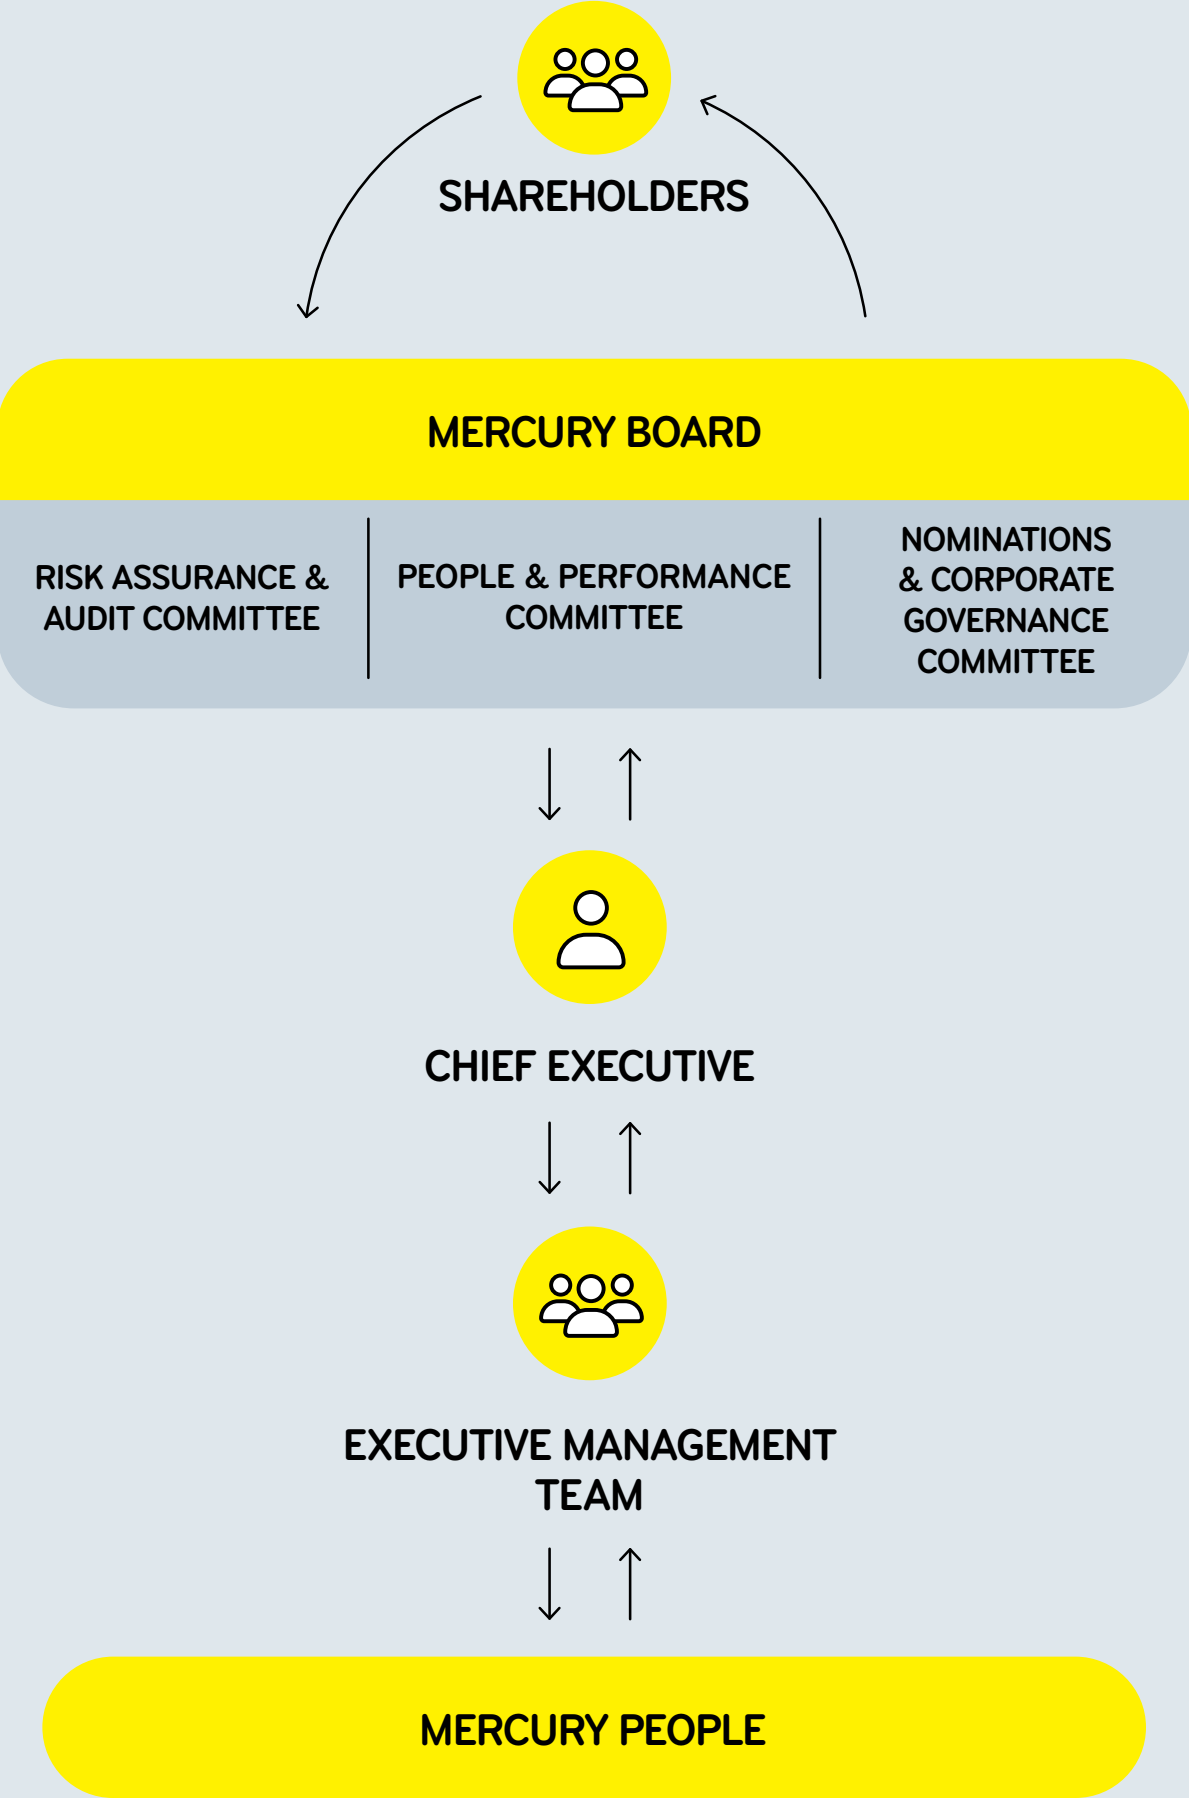 SHAREHOLDERS
MERCURY BOARD
RISK ASSURANCE &
AUDIT COMMITTEE
PEOPLE & PERFORMANCE
COMMITTEE
NOMINATIONS
& CORPORATE
GOVERNANCE
COMMITTEE
CHIEF EXECUTIVE
EXECUTIVE MANAGEMENT
TEAM
MERCURY PEOPLE